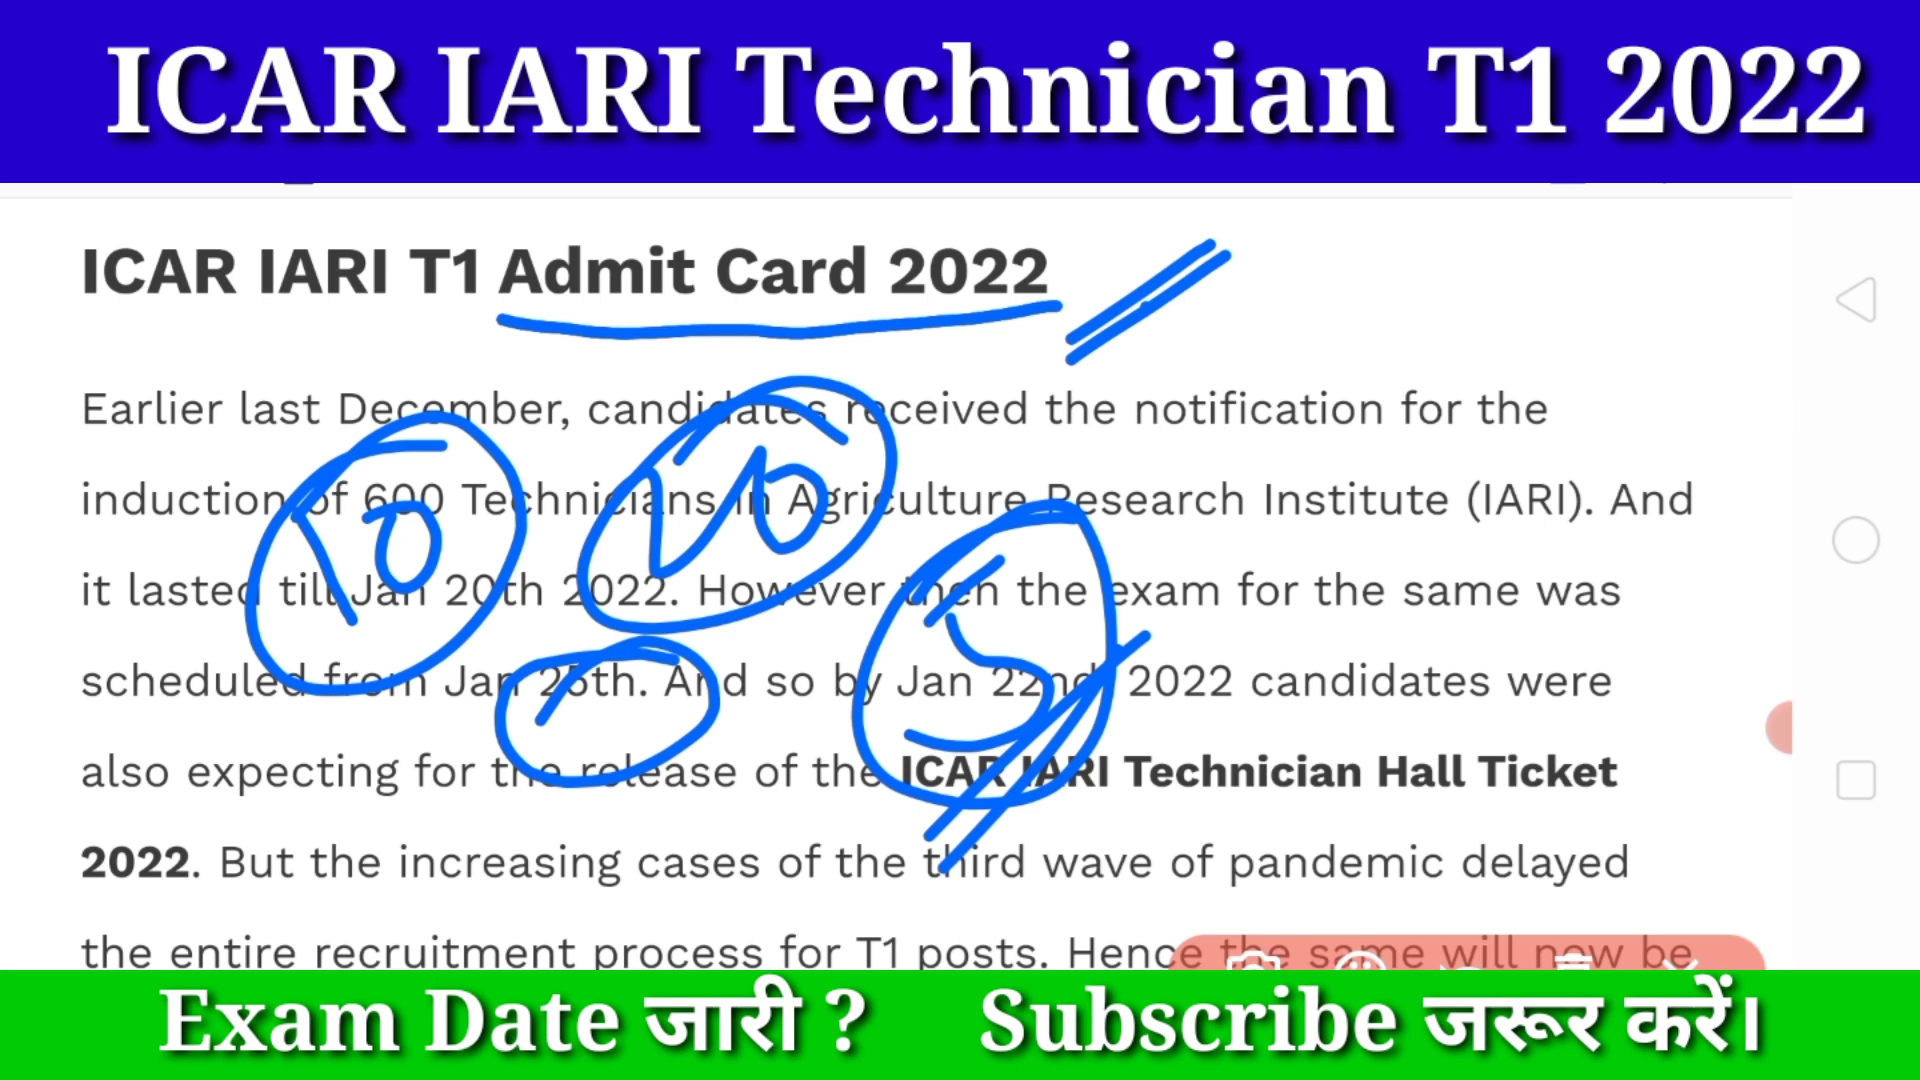 ICAR IARI Technician T1 2022
ICAR IARI T1 Admit Card 2022
Earlier last December, candidates received the notification for the
induction of 600 Technicians in Agriculture Research Institute (IARI). And
it lasted till Jan 20th 2022. However then the exam for the same was
scheduled from Jan 25th. And so by Jan 22nd 2022 candidates were
also expecting for the release of the ICAR IARI Technician Hall Ticket
2022. But the increasing cases of the third wave of pandemic delayed
the entire recruitment process for T1 posts. Hence the same will now be
Exam Date जारी ? Subscribe जरूर करें।